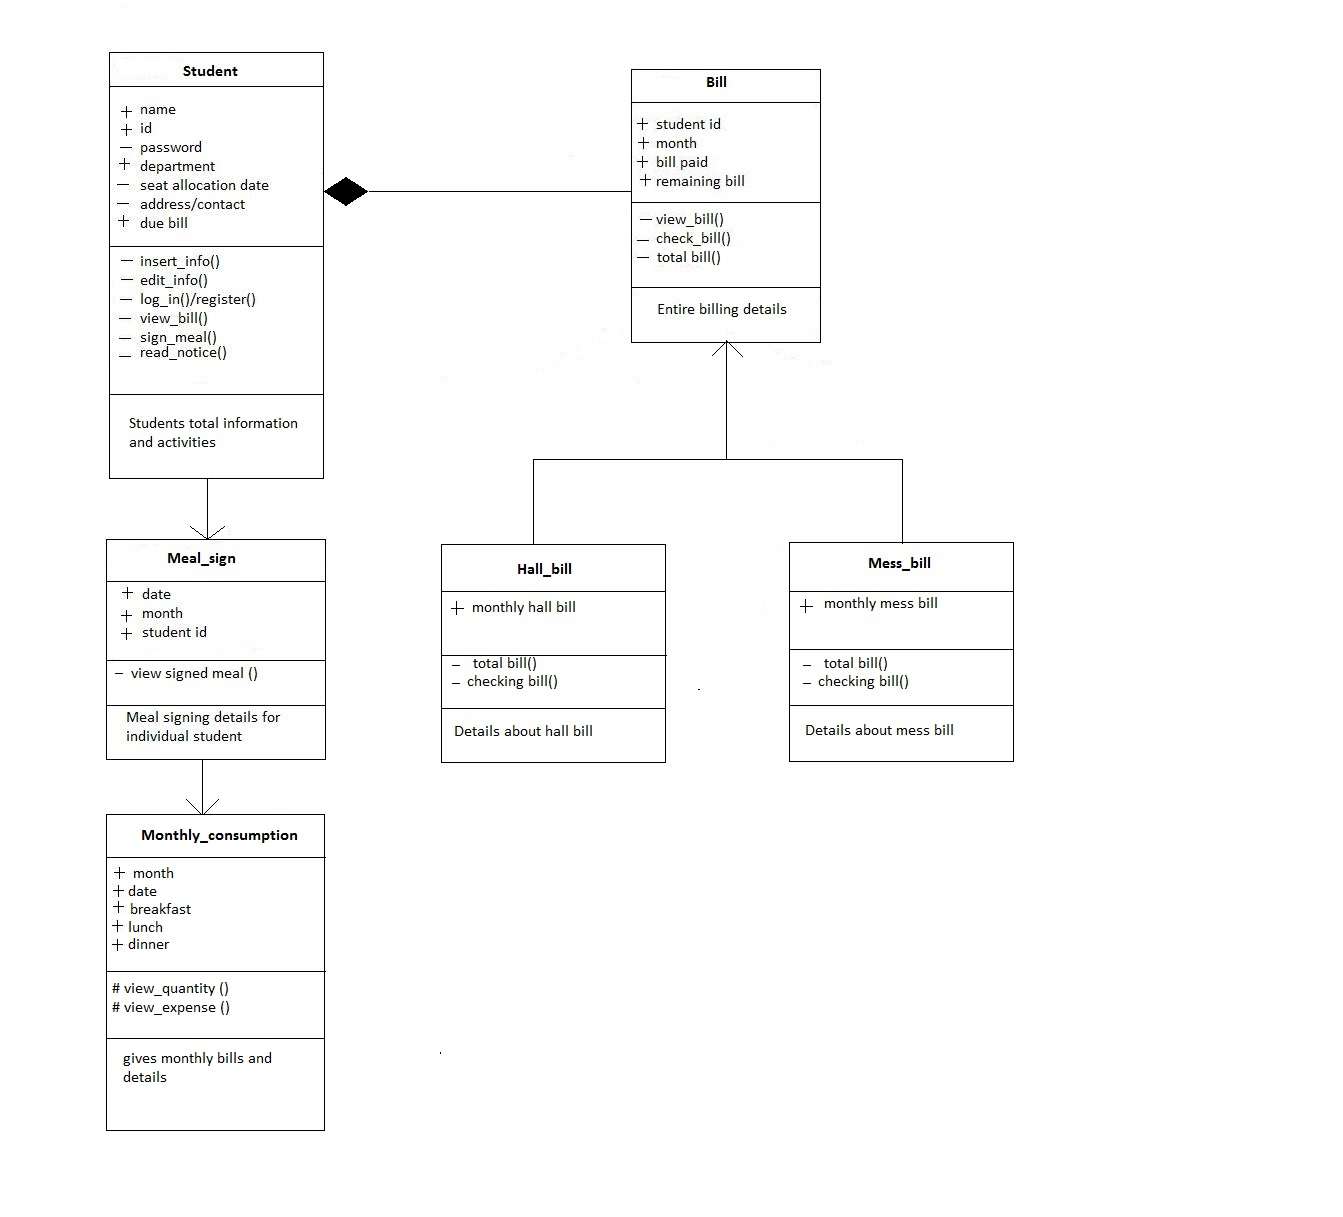 Student
+ name
+ id
− password
+ department
− seat allocation date
− address/contact
+ due bill
− insert_info()
− edit_info()
− log_in()/register()
− view_bill()
− sign_meal()
− read_notice()
Students total information
and activities
Bill
+ student id
+ month
+ bill paid
+ remaining bill
− view_bill()
− check_bill()
− total bill()
Entire billing details
Meal_sign
+ date
+ month
+ student id
− view signed meal ()
Meal signing details for
individual student
Hall_bill
+ monthly hall bill
− total bill()
− checking bill()
Details about hall bill
Mess_bill
+ monthly mess bill
− total bill()
− checking bill()
Details about mess bill
Monthly_consumption
+ month
+ date
+ breakfast
+ lunch
+ dinner
# view_quantity ()
# view_expense ()
gives monthly bills and
details